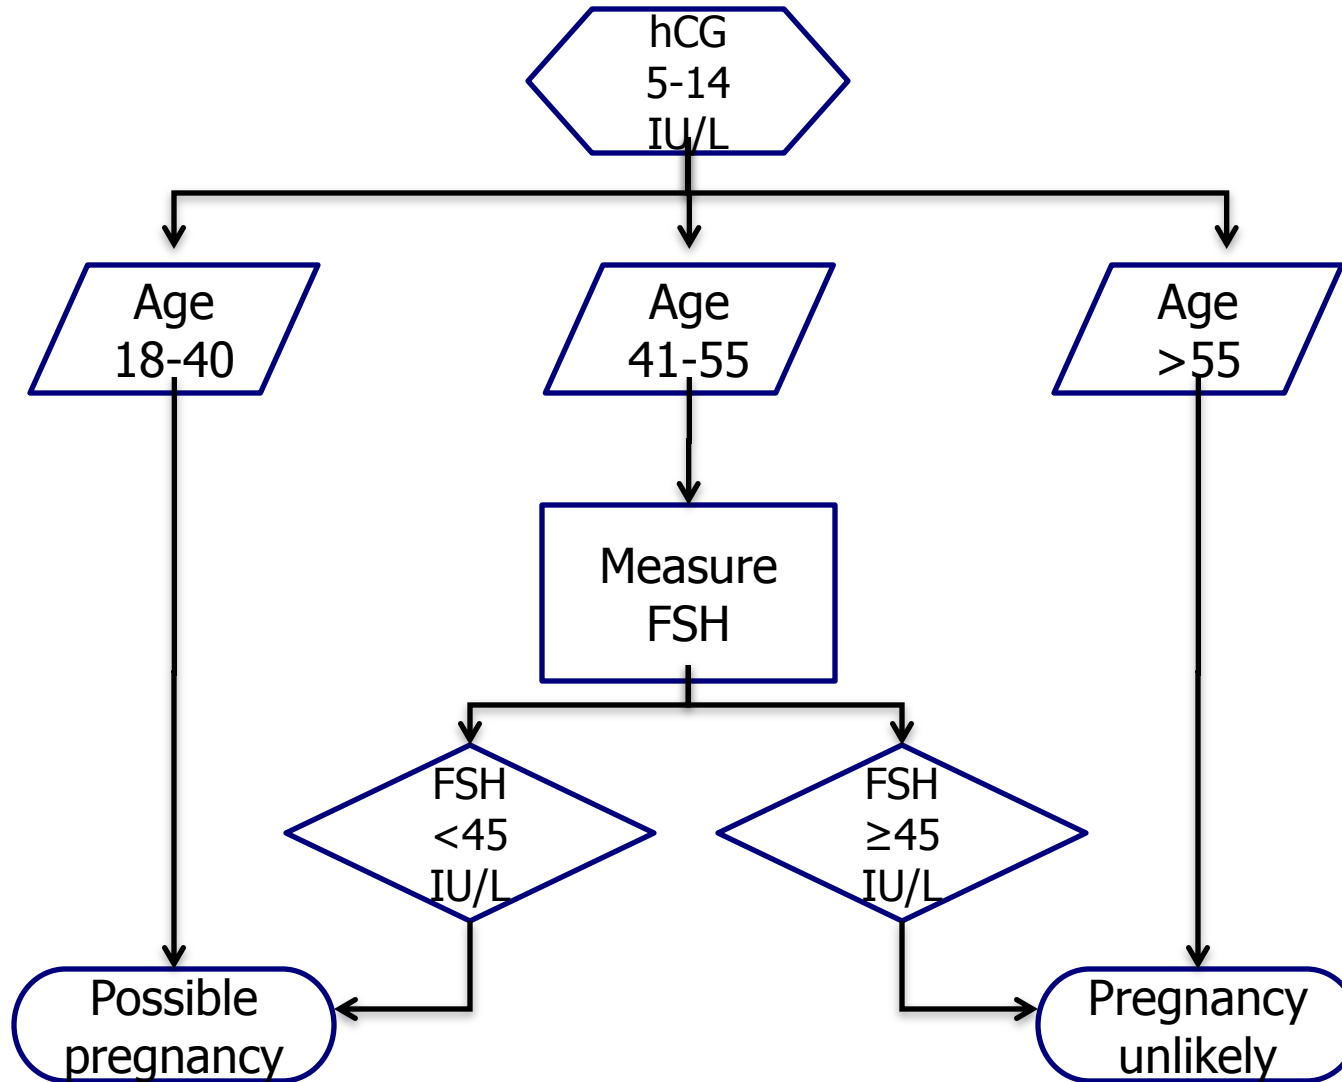 hCG
5-14
IU/L
Age
18-40
Age
41-55
Age
>55
Measure
FSH
FSH
<45
IU/L
FSH
≥45
IU/L
Possible
pregnancy
Pregnancy
unlikely